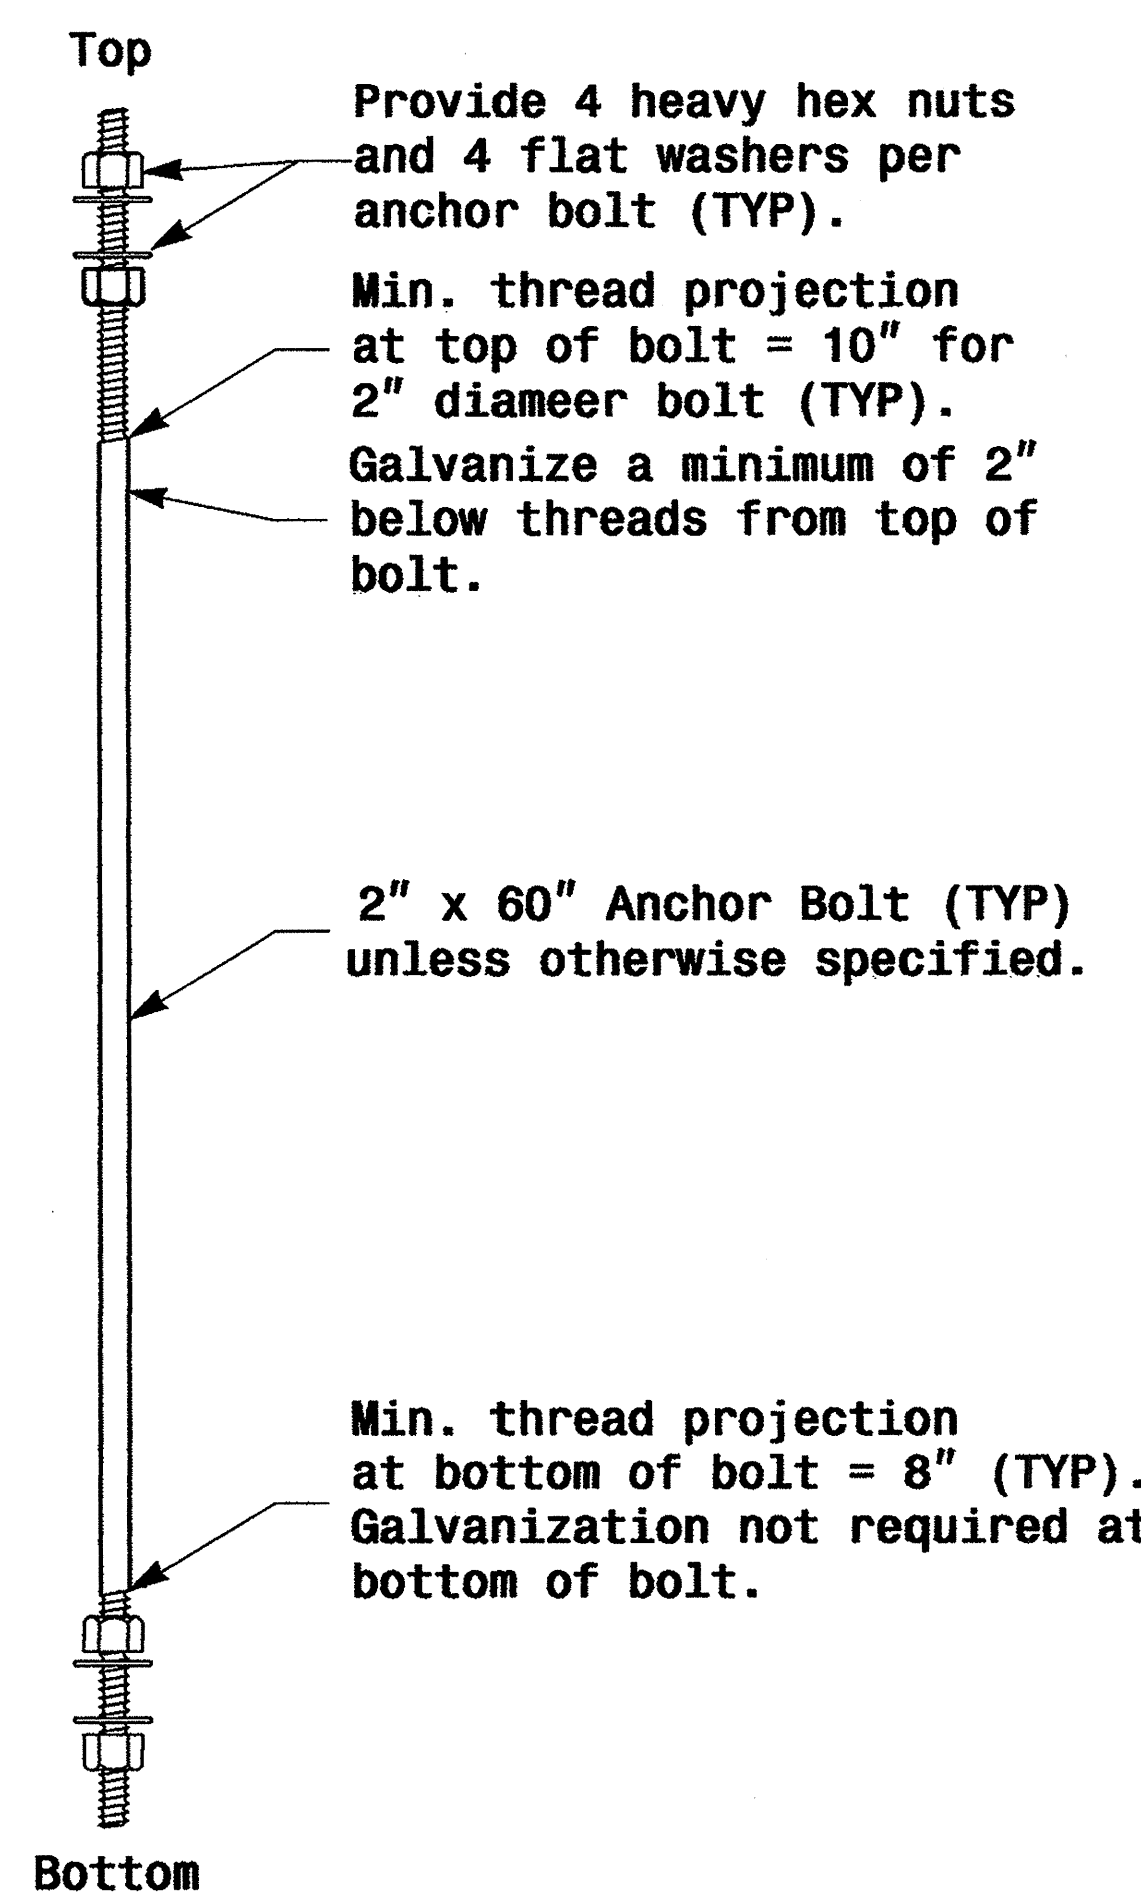 Top
Provide 4 heavy hex nuts
and 4 flat washers per
anchor bolt (TYP).
Min. thread projection
at top of bolt = 10" for
2" diameer bolt (TYP).
Galvanize a minimum of 2"
below threads from top of
bolt.
2" x 60" Anchor Bolt (TYP)
unless otherwise specified.
Min. thread projection
at bottom of bolt = 8" (TYP).
Galvanization not required at
bottom of bolt.
Bottom